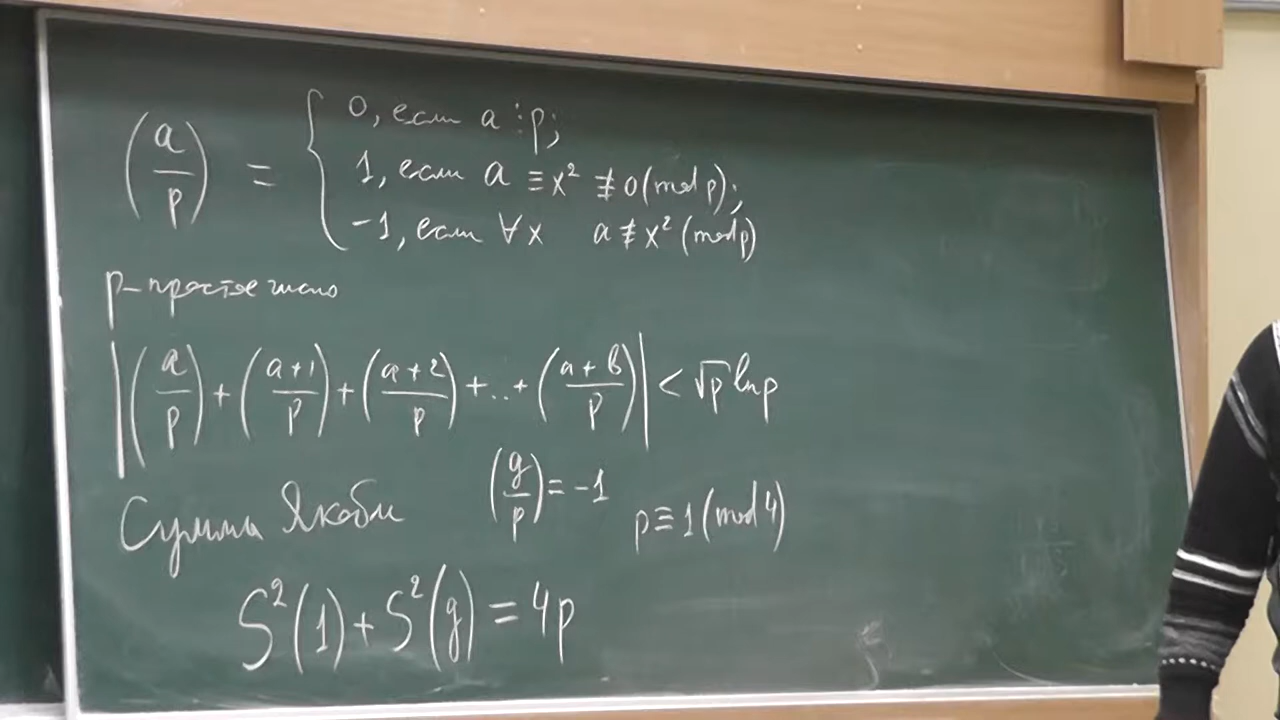 (a/p) = { 0, если a ⋮ p;
1, если a ≡ x² ≢ 0 (mod p);
-1, если ∀x a ≢ x² (mod p)
p - простое число
|(a/p) + (a+1/p) + (a+2/p) + ... + (a+b/p)| < √p ln p
Сумма Якобы (g/p) = -1 p ≡ 1 (mod 4)
S²(1) + S²(g) = 4p